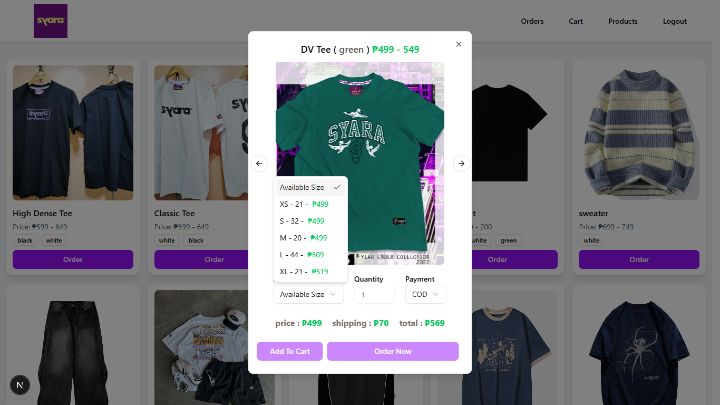 syara
Orders
Cart
Products
Logout
DV Tee ( green ) ₱499 - 549
SYARA
Available Size
XS - 21 - ₱499
S - 32 - ₱499
M - 20 - ₱499
L - 44 - ₱509
XL - 21 - ₱519
YEAR ENDER COLLECTION
2022
Quantity
Payment
Available Size
1
COD
price : ₱499
shipping : ₱70
total : ₱569
Add To Cart
Order Now
High Dense Tee
Price: ₱599 - 649
black
white
Order
Classic Tee
Price: ₱599 - 649
white
black
Order
- 200
white
green
Order
sweater
Price: ₱699 - 749
white
Order
N